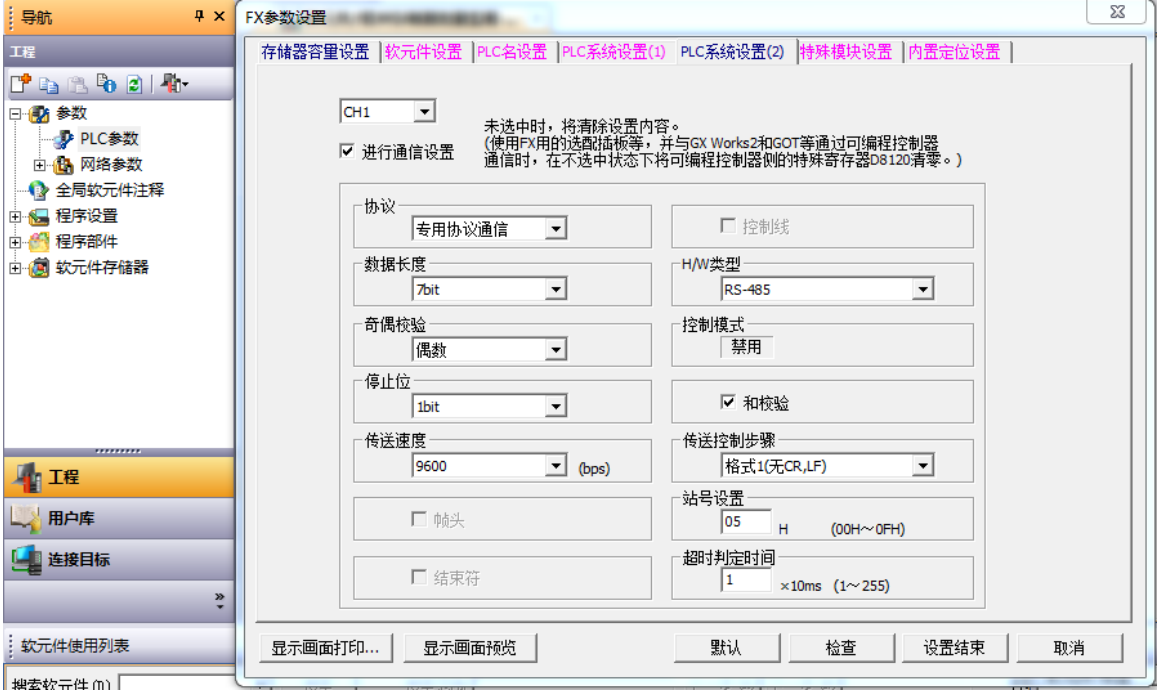 导航
工程
参数
PLC参数
网络参数
全局软元件注释
程序设置
程序部件
软元件存储器
工程
用户库
连接目标
软元件使用列表
搜索软元件(D)
FX参数设置
存储器容量设置 软元件设置 PLC名设置 PLC系统设置(1) PLC系统设置(2) 特殊模块设置 内置定位设置
CH1
进行通信设置
未选中时，将清除设置内容。
(使用FX用的选配插板等，并与GX Works2和GOT等通过可编程控制器
通信时，在不选中状态下将可编程控制器侧的特殊寄存器D8120清零。)
协议
专用协议通信
控制线
数据长度
7bit
H/W类型
RS-485
奇偶校验
偶数
控制模式
禁用
停止位
1bit
和校验
传送速度
9600 (bps)
传送控制步骤
格式1(无CR,LF)
帧头
站号设置
05 H (00H～0FH)
结束符
超时判定时间
1 ×10ms (1～255)
显示画面打印... 显示画面预览 默认 检查 设置结束 取消